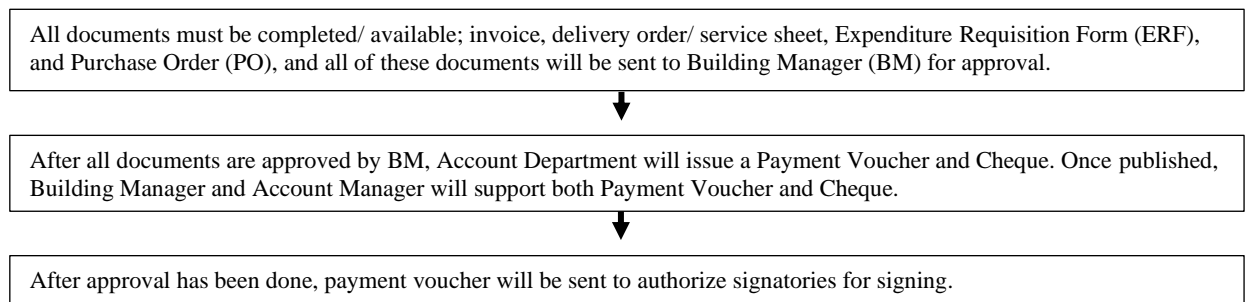 All documents must be completed/ available; invoice, delivery order/ service sheet, Expenditure Requisition Form (ERF),
and Purchase Order (PO), and all of these documents will be sent to Building Manager (BM) for approval.
After all documents are approved by BM, Account Department will issue a Payment Voucher and Cheque. Once published,
Building Manager and Account Manager will support both Payment Voucher and Cheque.
After approval has been done, payment voucher will be sent to authorize signatories for signing.